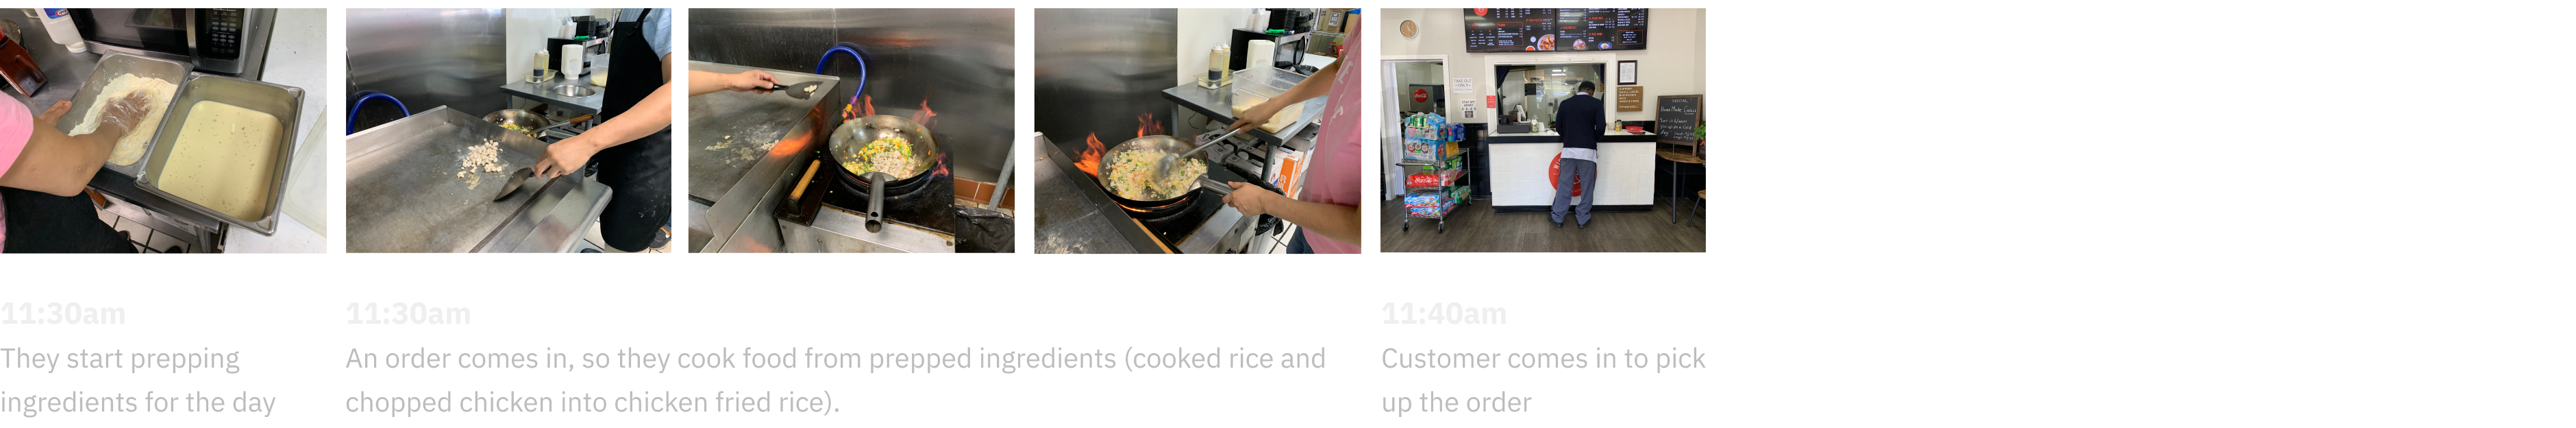 11:30am
They start prepping
ingredients for the day
11:30am
An order comes in, so they cook food from prepped ingredients (cooked rice and
chopped chicken into chicken fried rice).
11:40am
Customer comes in to pick
up the order